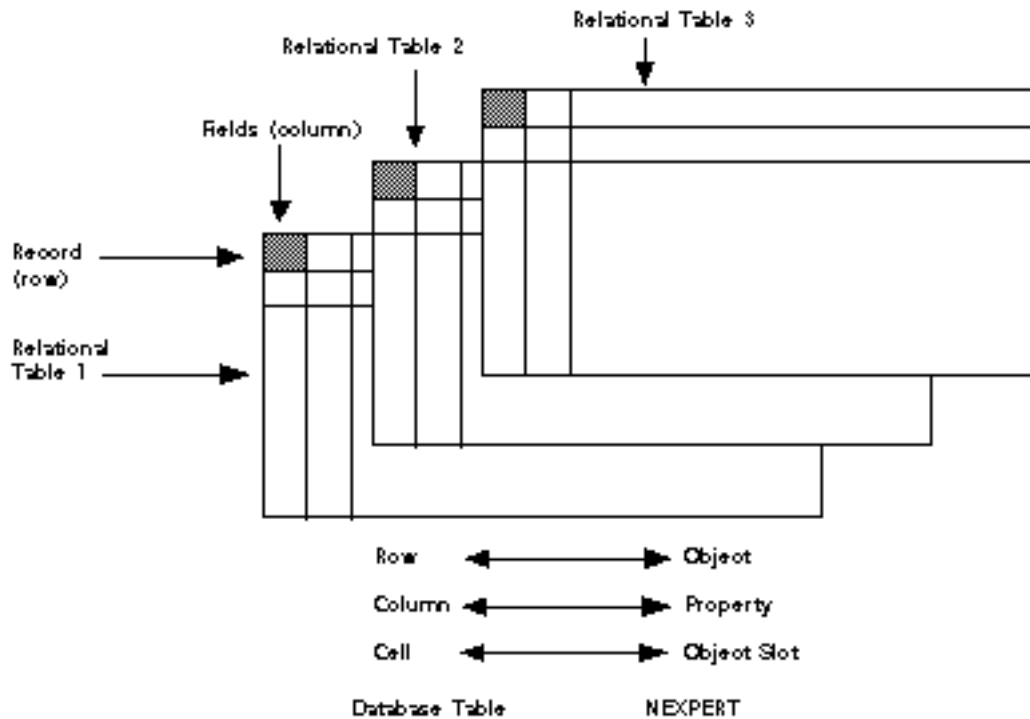 Relational Table 3
Relational Table 2
Fields (column)
Record
(row)
Relational
Table 1
Row Object
Column Property
Cell Object Slot
Database Table NEXPERT